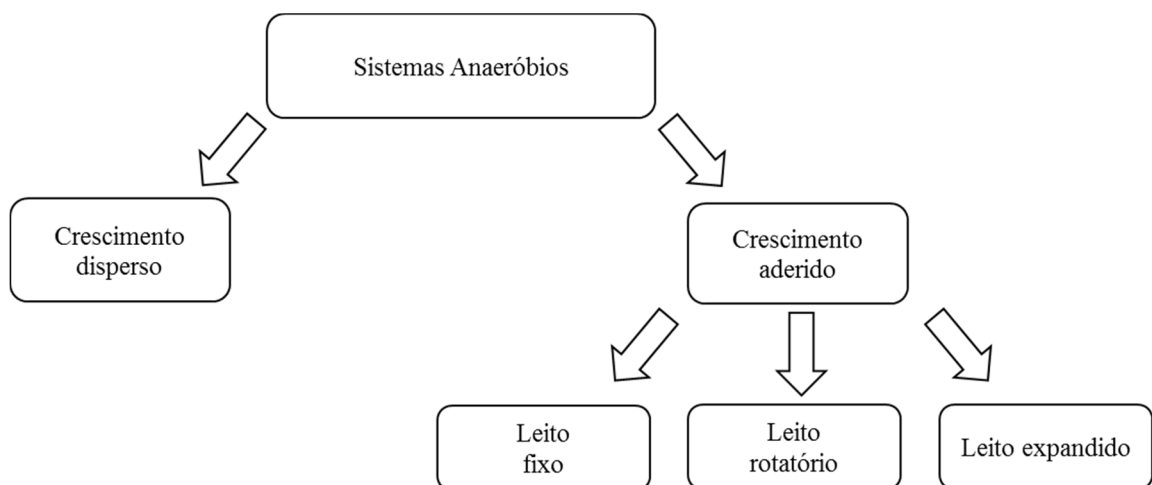 Sistemas Anaeróbios
Crescimento
disperso
Crescimento
aderido
Leito
fixo
Leito
rotatório
Leito expandido